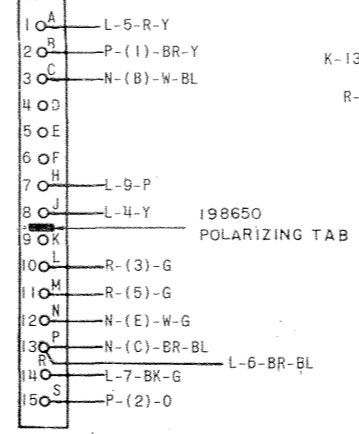 1 A L-5-R-Y
2 B P-(1)-BR-Y
3 C N-(B)-W-BL
K-13
4 D
R-
5 E
6 F
7 H L-9-P
8 J L-4-Y
198650
POLARIZING TAB
9 K
10 L R-(3)-G
11 M R-(5)-G
12 N N-(E)-W-G
13 P N-(C)-BR-BL
R L-6-BR-BL
14 L-7-BK-G
15 S P-(2)-O